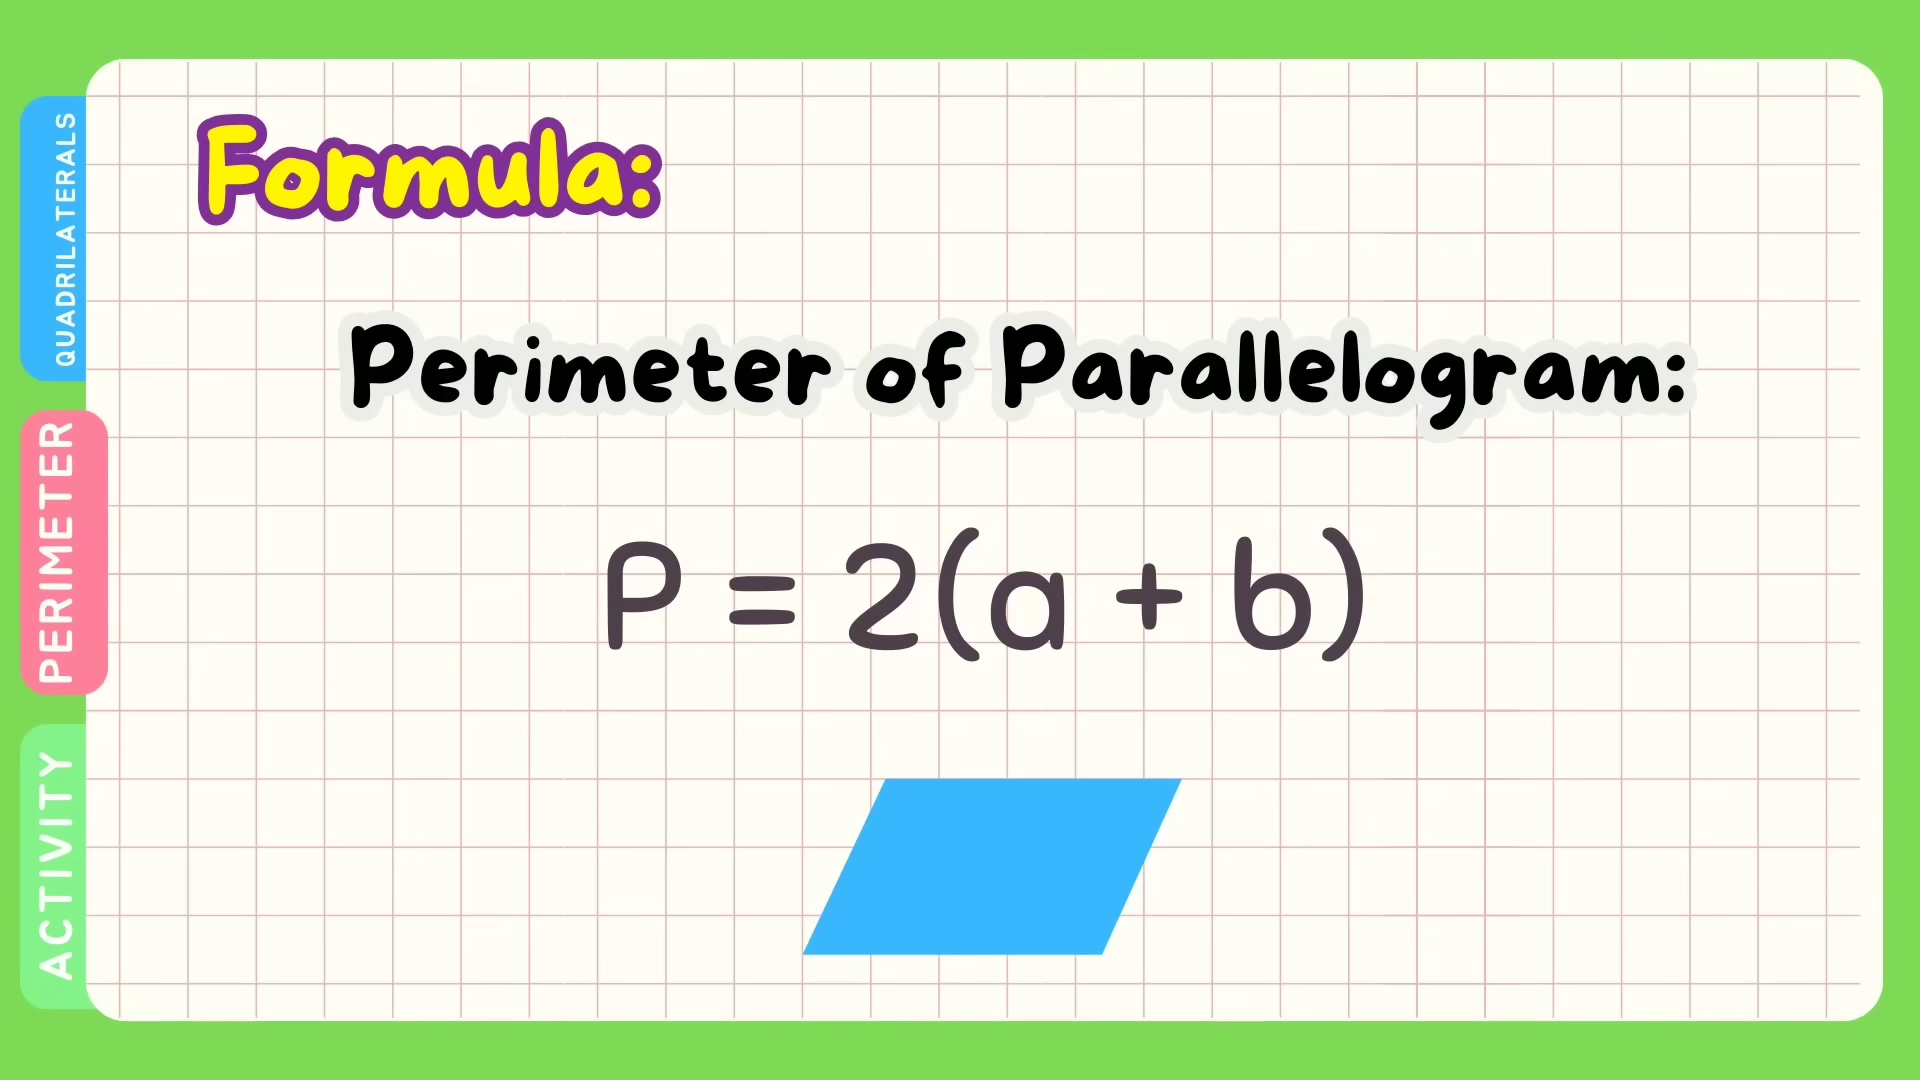 QUADRILATERALS
PERIMETER
ACTIVITY
Formula:
Perimeter of Parallelogram:
P = 2(a + b)